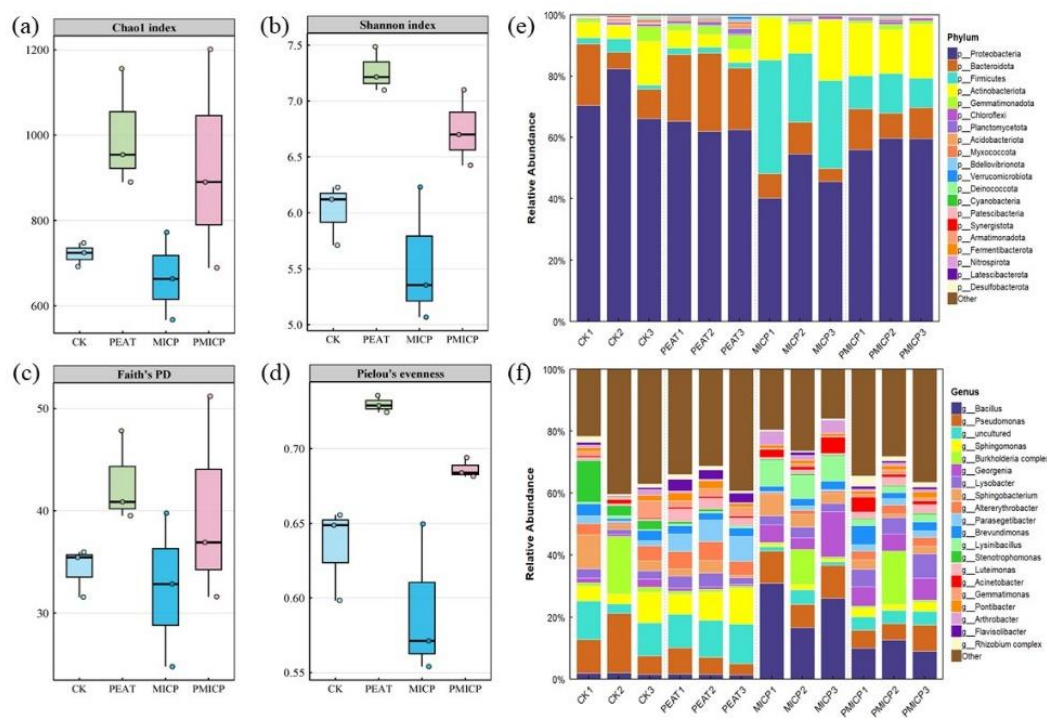 (a)
Chao1 index
1200
1000
800
600
CK PEAT MICP PMICP
(b)
Shannon index
7.5
7.0
6.5
6.0
5.5
5.0
CK PEAT MICP PMICP
(c)
Faith's PD
50
40
30
CK PEAT MICP PMICP
(d)
Pielou's evenness
0.70
0.65
0.60
0.55
CK PEAT MICP PMICP
(e)
Relative Abundance
100%
80%
60%
40%
20%
0%
CK1 CK2 CK3 PEAT1 PEAT2 PEAT3 MICP1 MICP2 MICP3 PMICP1 PMICP2 PMICP3
Phylum
p__Proteobacteria
p__Bacteroidota
p__Firmicutes
p__Actinobacteriota
p__Gemmatimonadota
p__Chloroflexi
p__Planctomycetota
p__Acidobacteriota
p__Myxococcota
p__Bdellovibrionota
p__Verrucomicrobiota
p__Deinococcota
p__Cyanobacteria
p__Patescibacteria
p__Synergistota
p__Armatimonadota
p__Fermentibacterota
p__Nitrospirota
p__Latescibacterota
p__Desulfobacterota
Other
(f)
Relative Abundance
100%
80%
60%
40%
20%
0%
CK1 CK2 CK3 PEAT1 PEAT2 PEAT3 MICP1 MICP2 MICP3 PMICP1 PMICP2 PMICP3
Genus
g__Bacillus
g__Pseudomonas
g__uncultured
g__Sphingomonas
g__Burkholderia complex
g__Georgenia
g__Lysobacter
g__Sphingobacterium
g__Altererythrobacter
g__Parasegetibacter
g__Brevundimonas
g__Lysinibacillus
g__Stenotrophomonas
g__Luteimonas
g__Acinetobacter
g__Gemmatimonas
g__Pontibacter
g__Arthrobacter
g__Flavisolibacter
g__Rhizobium complex
Other